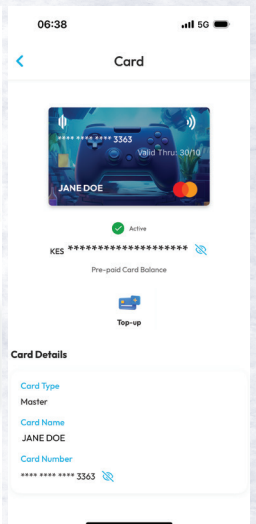 06:38
5G
Card
**** **** **** 3363
Valid Thru: 30/10
JANE DOE
Active
KES ********************
Pre-paid Card Balance
Top-up
Card Details
Card Type
Master
Card Name
JANE DOE
Card Number
**** **** **** 3363